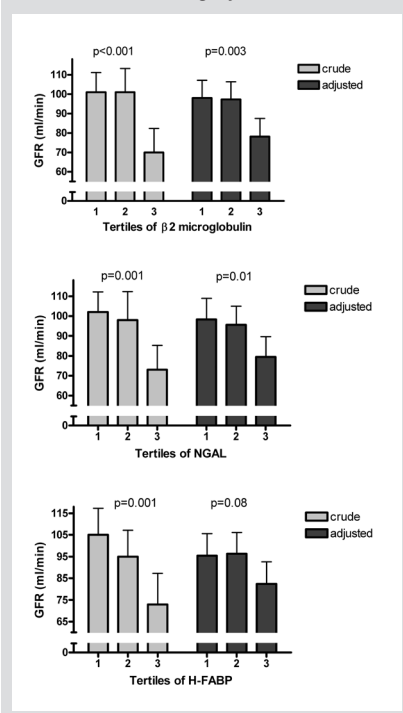 p<0.001 p=0.003
crude
adjusted
GFR (ml/min)
110
100
90
80
70
60
0
1 2 3 1 2 3
Tertiles of β2 microglobulin
p=0.001 p=0.01
crude
adjusted
GFR (ml/min)
110
100
90
80
70
60
0
1 2 3 1 2 3
Tertiles of NGAL
p=0.001 p=0.08
crude
adjusted
GFR (ml/min)
115
105
95
85
75
65
0
1 2 3 1 2 3
Tertiles of H-FABP